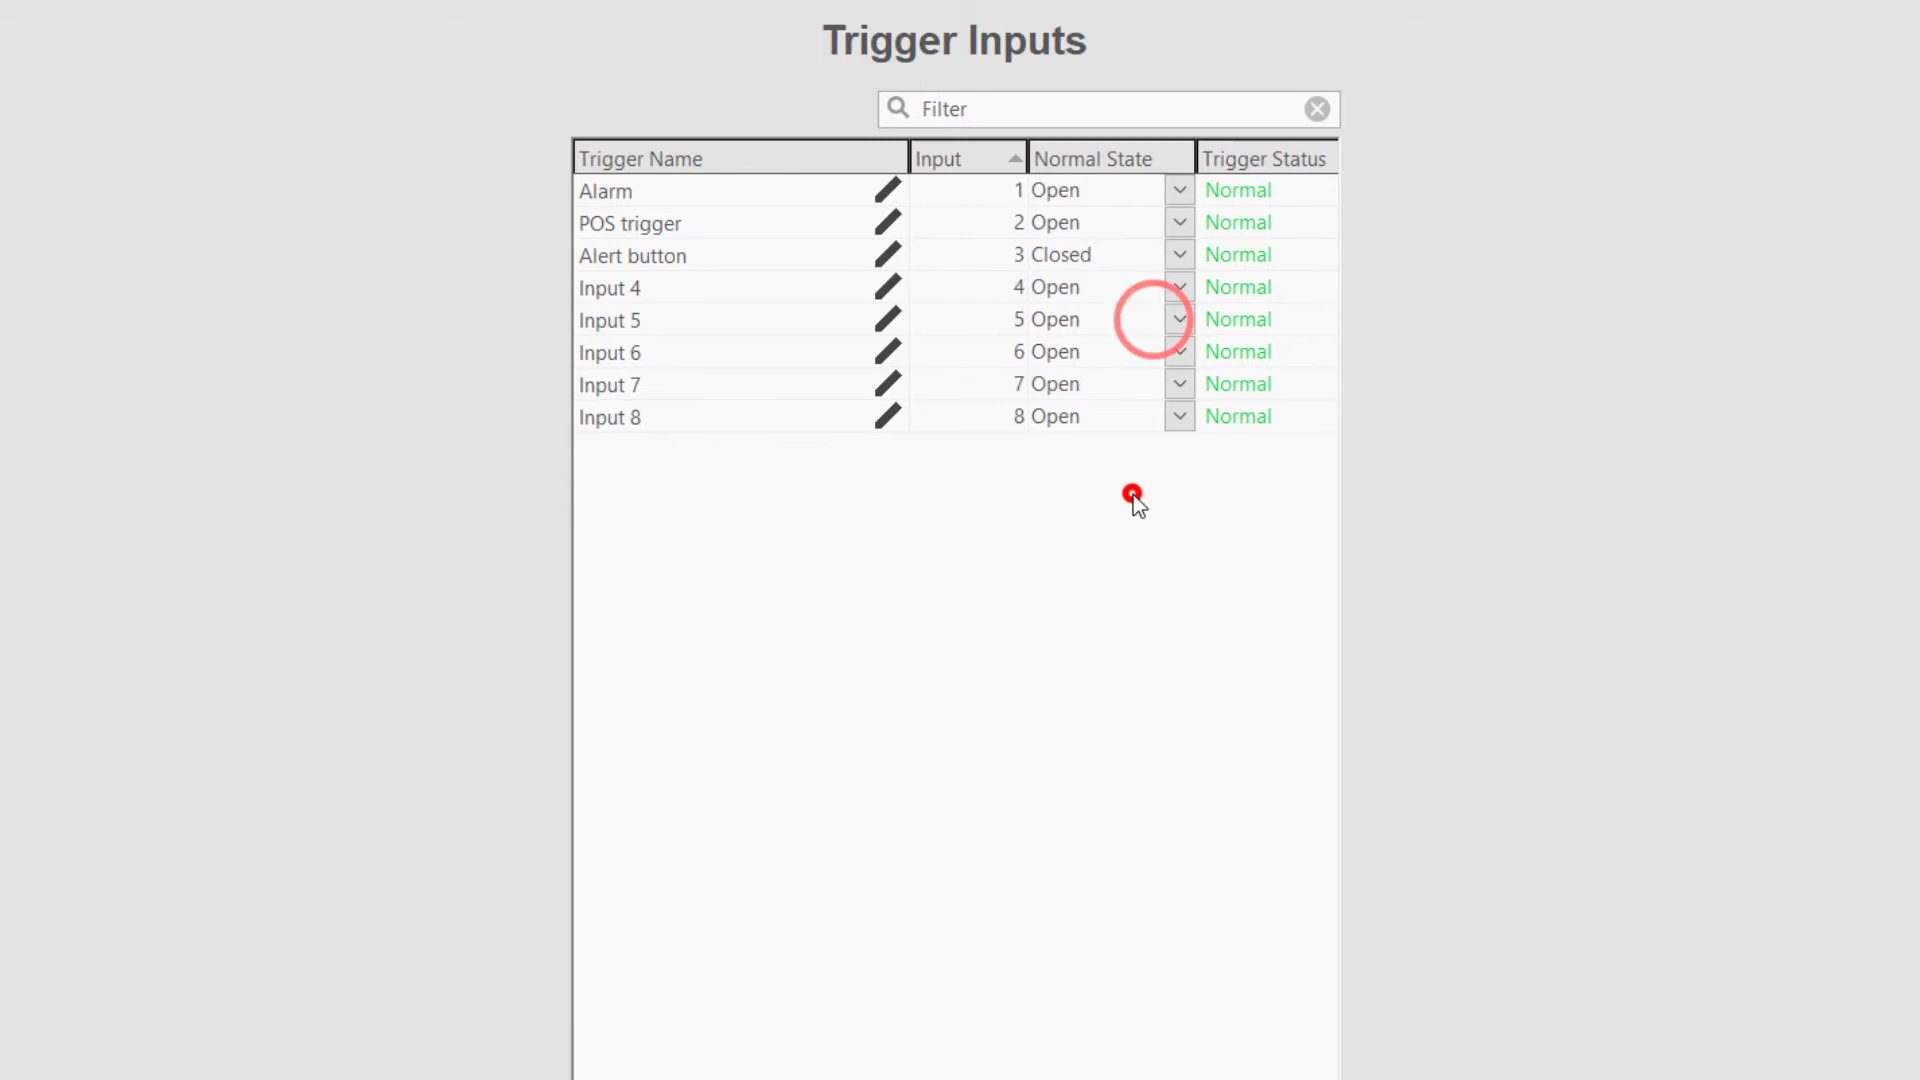 Trigger Inputs
Filter
Trigger Name Input Normal State Trigger Status
Alarm 1 Open Normal
POS trigger 2 Open Normal
Alert button 3 Closed Normal
Input 4 4 Open Normal
Input 5 5 Open Normal
Input 6 6 Open Normal
Input 7 7 Open Normal
Input 8 8 Open Normal